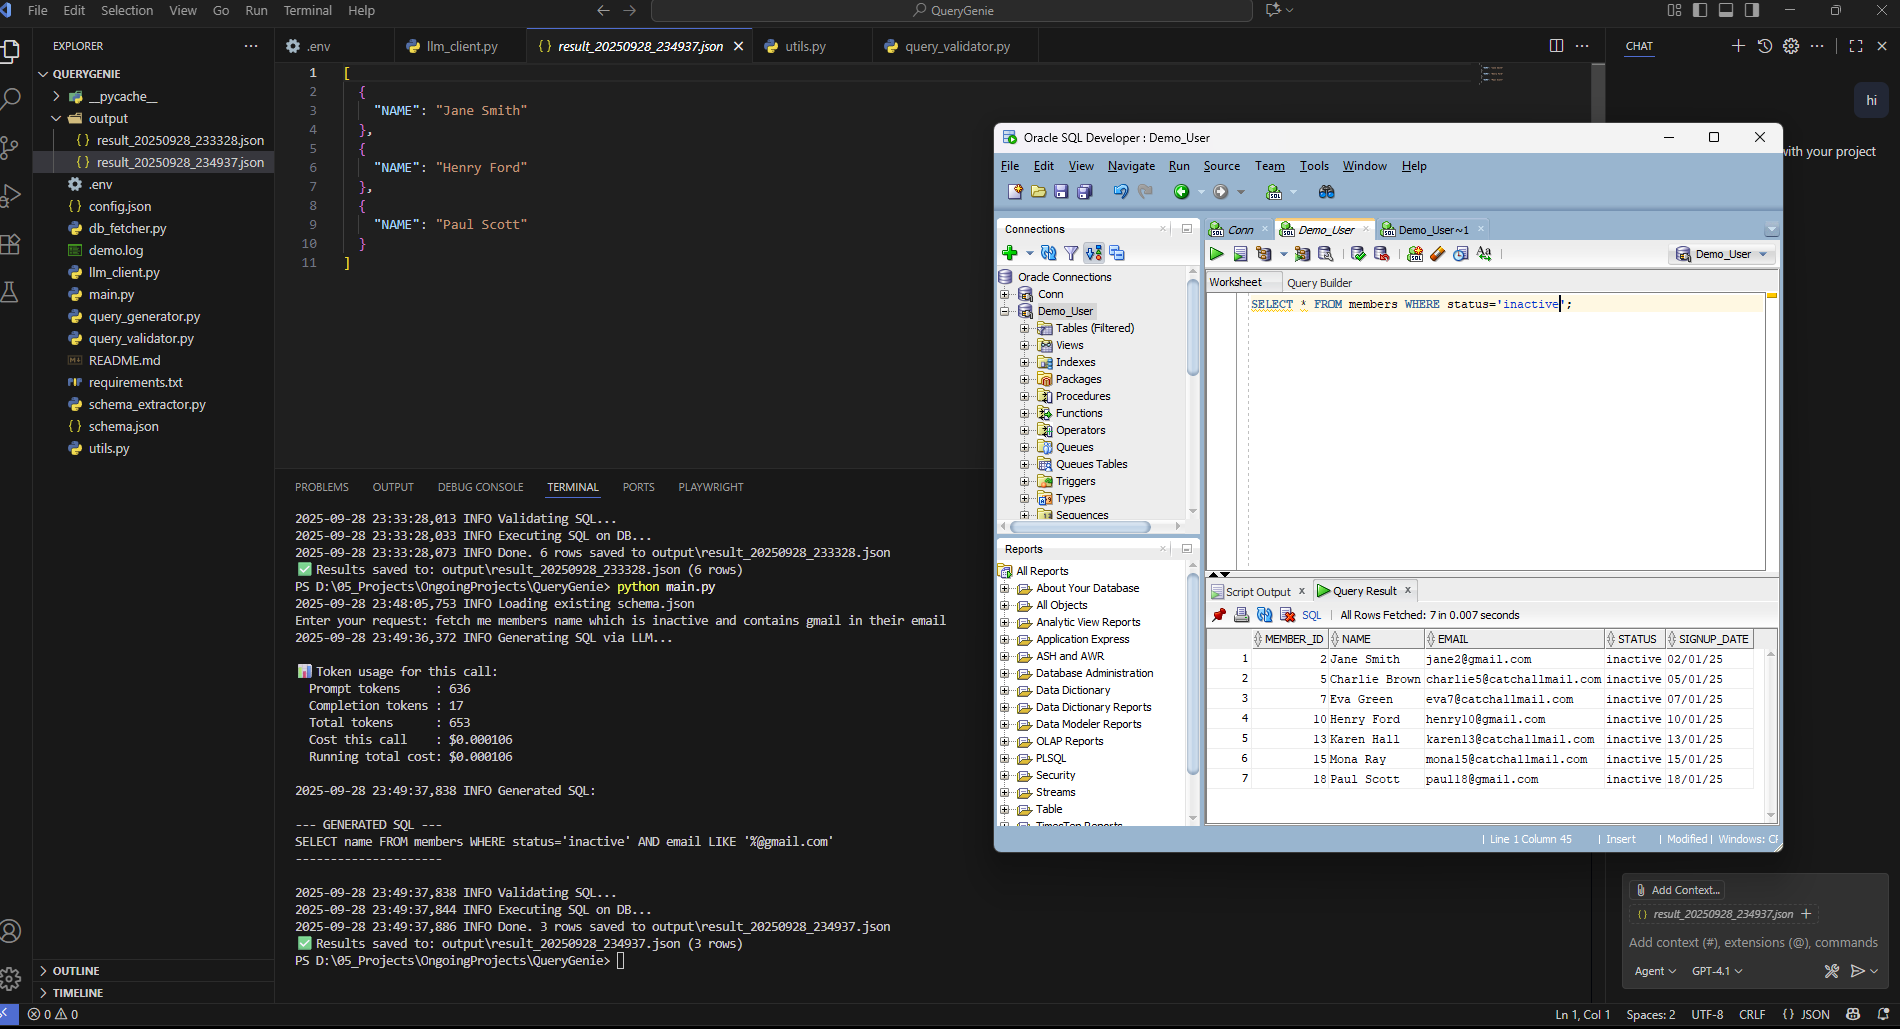 File Edit Selection View Go Run Terminal Help
QueryGenie
EXPLORER
QUERYGENIE
__pycache__
output
result_20250928_233328.json
result_20250928_234937.json
.env
config.json
db_fetcher.py
demo.log
llm_client.py
main.py
query_generator.py
query_validator.py
README.md
requirements.txt
schema_extractor.py
schema.json
utils.py
OUTLINE
TIMELINE
.env llm_client.py result_20250928_234937.json utils.py query_validator.py
1 [
2 {
3 "NAME": "Jane Smith"
4 },
5 {
6 "NAME": "Henry Ford"
7 },
8 {
9 "NAME": "Paul Scott"
10 }
11 ]
PROBLEMS OUTPUT DEBUG CONSOLE TERMINAL PORTS PLAYWRIGHT
2025-09-28 23:33:28,013 INFO Validating SQL...
2025-09-28 23:33:28,033 INFO Executing SQL on DB...
2025-09-28 23:33:28,073 INFO Done. 6 rows saved to output\result_20250928_233328.json
✅ Results saved to: output\result_20250928_233328.json (6 rows)
PS D:\05_Projects\OngoingProjects\QueryGenie> python main.py
2025-09-28 23:48:05,753 INFO Loading existing schema.json
Enter your request: fetch me members name which is inactive and contains gmail in their email
2025-09-28 23:49:36,372 INFO Generating SQL via LLM...
📊 Token usage for this call:
Prompt tokens : 636
Completion tokens : 17
Total tokens : 653
Cost this call : $0.000106
Running total cost: $0.000106
2025-09-28 23:49:37,838 INFO Generated SQL:
--- GENERATED SQL ---
SELECT name FROM members WHERE status='inactive' AND email LIKE '%@gmail.com'
---------------------
2025-09-28 23:49:37,838 INFO Validating SQL...
2025-09-28 23:49:37,844 INFO Executing SQL on DB...
2025-09-28 23:49:37,886 INFO Done. 3 rows saved to output\result_20250928_234937.json
✅ Results saved to: output\result_20250928_234937.json (3 rows)
PS D:\05_Projects\OngoingProjects\QueryGenie>
Oracle SQL Developer : Demo_User
File Edit View Navigate Run Source Team Tools Window Help
Connections
Oracle Connections
Conn
Demo_User
Tables (Filtered)
Views
Indexes
Packages
Procedures
Functions
Operators
Queues
Queues Tables
Triggers
Types
Sequences
Reports
All Reports
About Your Database
All Objects
Analytic View Reports
Application Express
ASH and AWR
Database Administration
Data Dictionary
Data Dictionary Reports
Data Modeler Reports
OLAP Reports
PLSQL
Security
Streams
Table
TimesTen Reports
Conn Demo_User Demo_User~1
Demo_User
Worksheet Query Builder
SELECT * FROM members WHERE status='inactive';
Script Output Query Result
SQL All Rows Fetched: 7 in 0.007 seconds
MEMBER_ID NAME EMAIL STATUS SIGNUP_DATE
1 2 Jane Smith jane2@gmail.com inactive 02/01/25
2 5 Charlie Brown charlie5@catchallmail.com inactive 05/01/25
3 7 Eva Green eva7@catchallmail.com inactive 07/01/25
4 10 Henry Ford henry10@gmail.com inactive 10/01/25
5 13 Karen Hall karen13@catchallmail.com inactive 13/01/25
6 15 Mona Ray mona15@catchallmail.com inactive 15/01/25
7 18 Paul Scott paul18@gmail.com inactive 18/01/25
Line 1 Column 45 Insert Modified Windows: CF
CHAT
hi
with your project
Add Context...
result_20250928_234937.json
Add context (#), extensions (@), commands
Agent GPT-4.1
0 0
Ln 1, Col 1 Spaces: 2 UTF-8 CRLF {} JSON